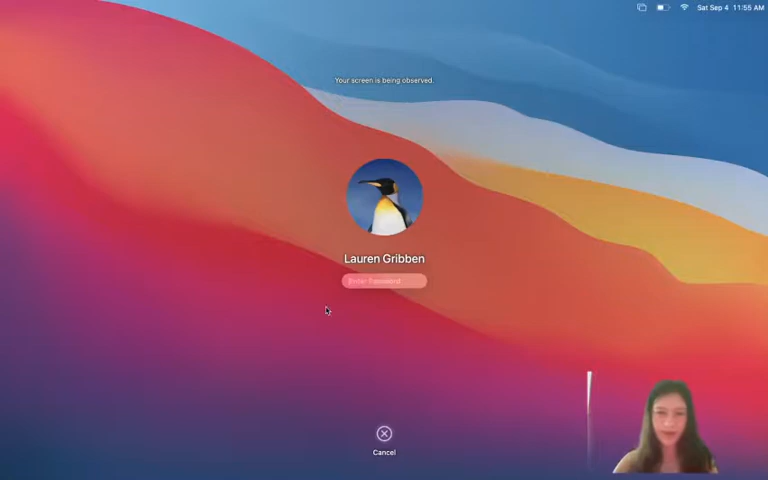 Sat Sep 4 11:55 AM
Your screen is being observed.
Lauren Gribben
Enter Password
Cancel